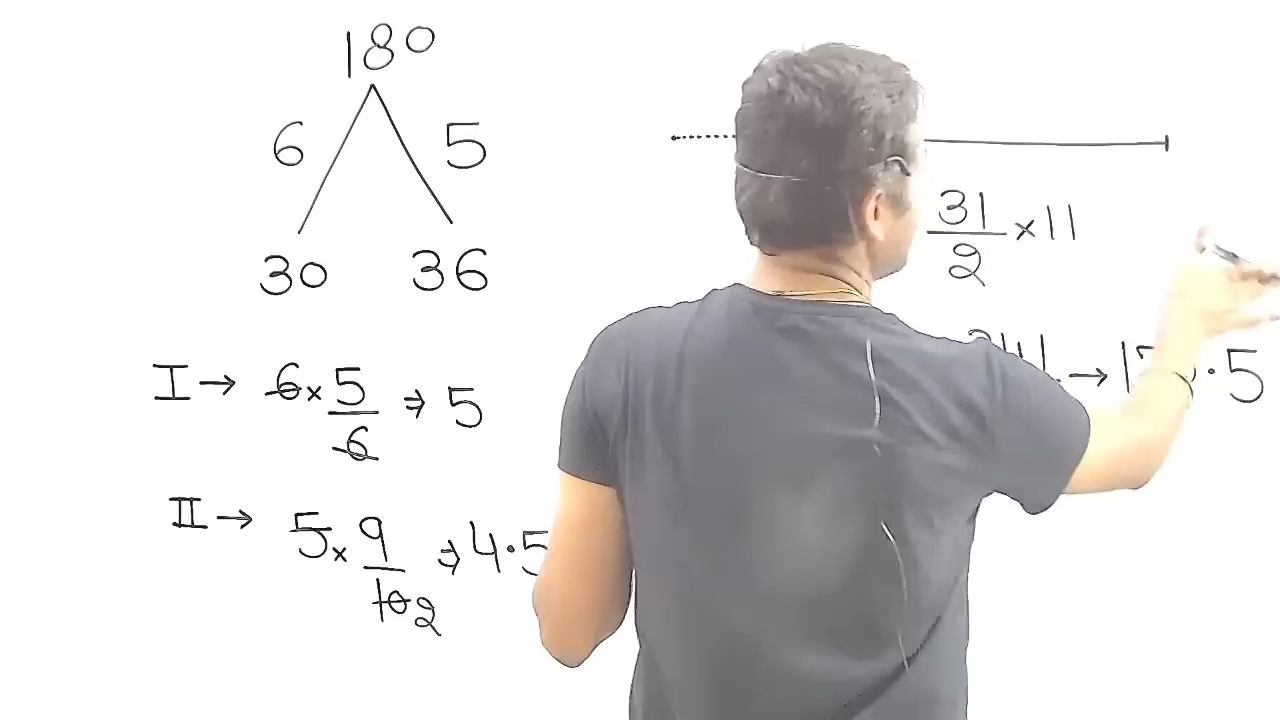 180
6 5
30 36
I → 6 × 5/6 ⇒ 5
II → 5 × 9/10 2 ⇒ 4.5
31/2 × 11